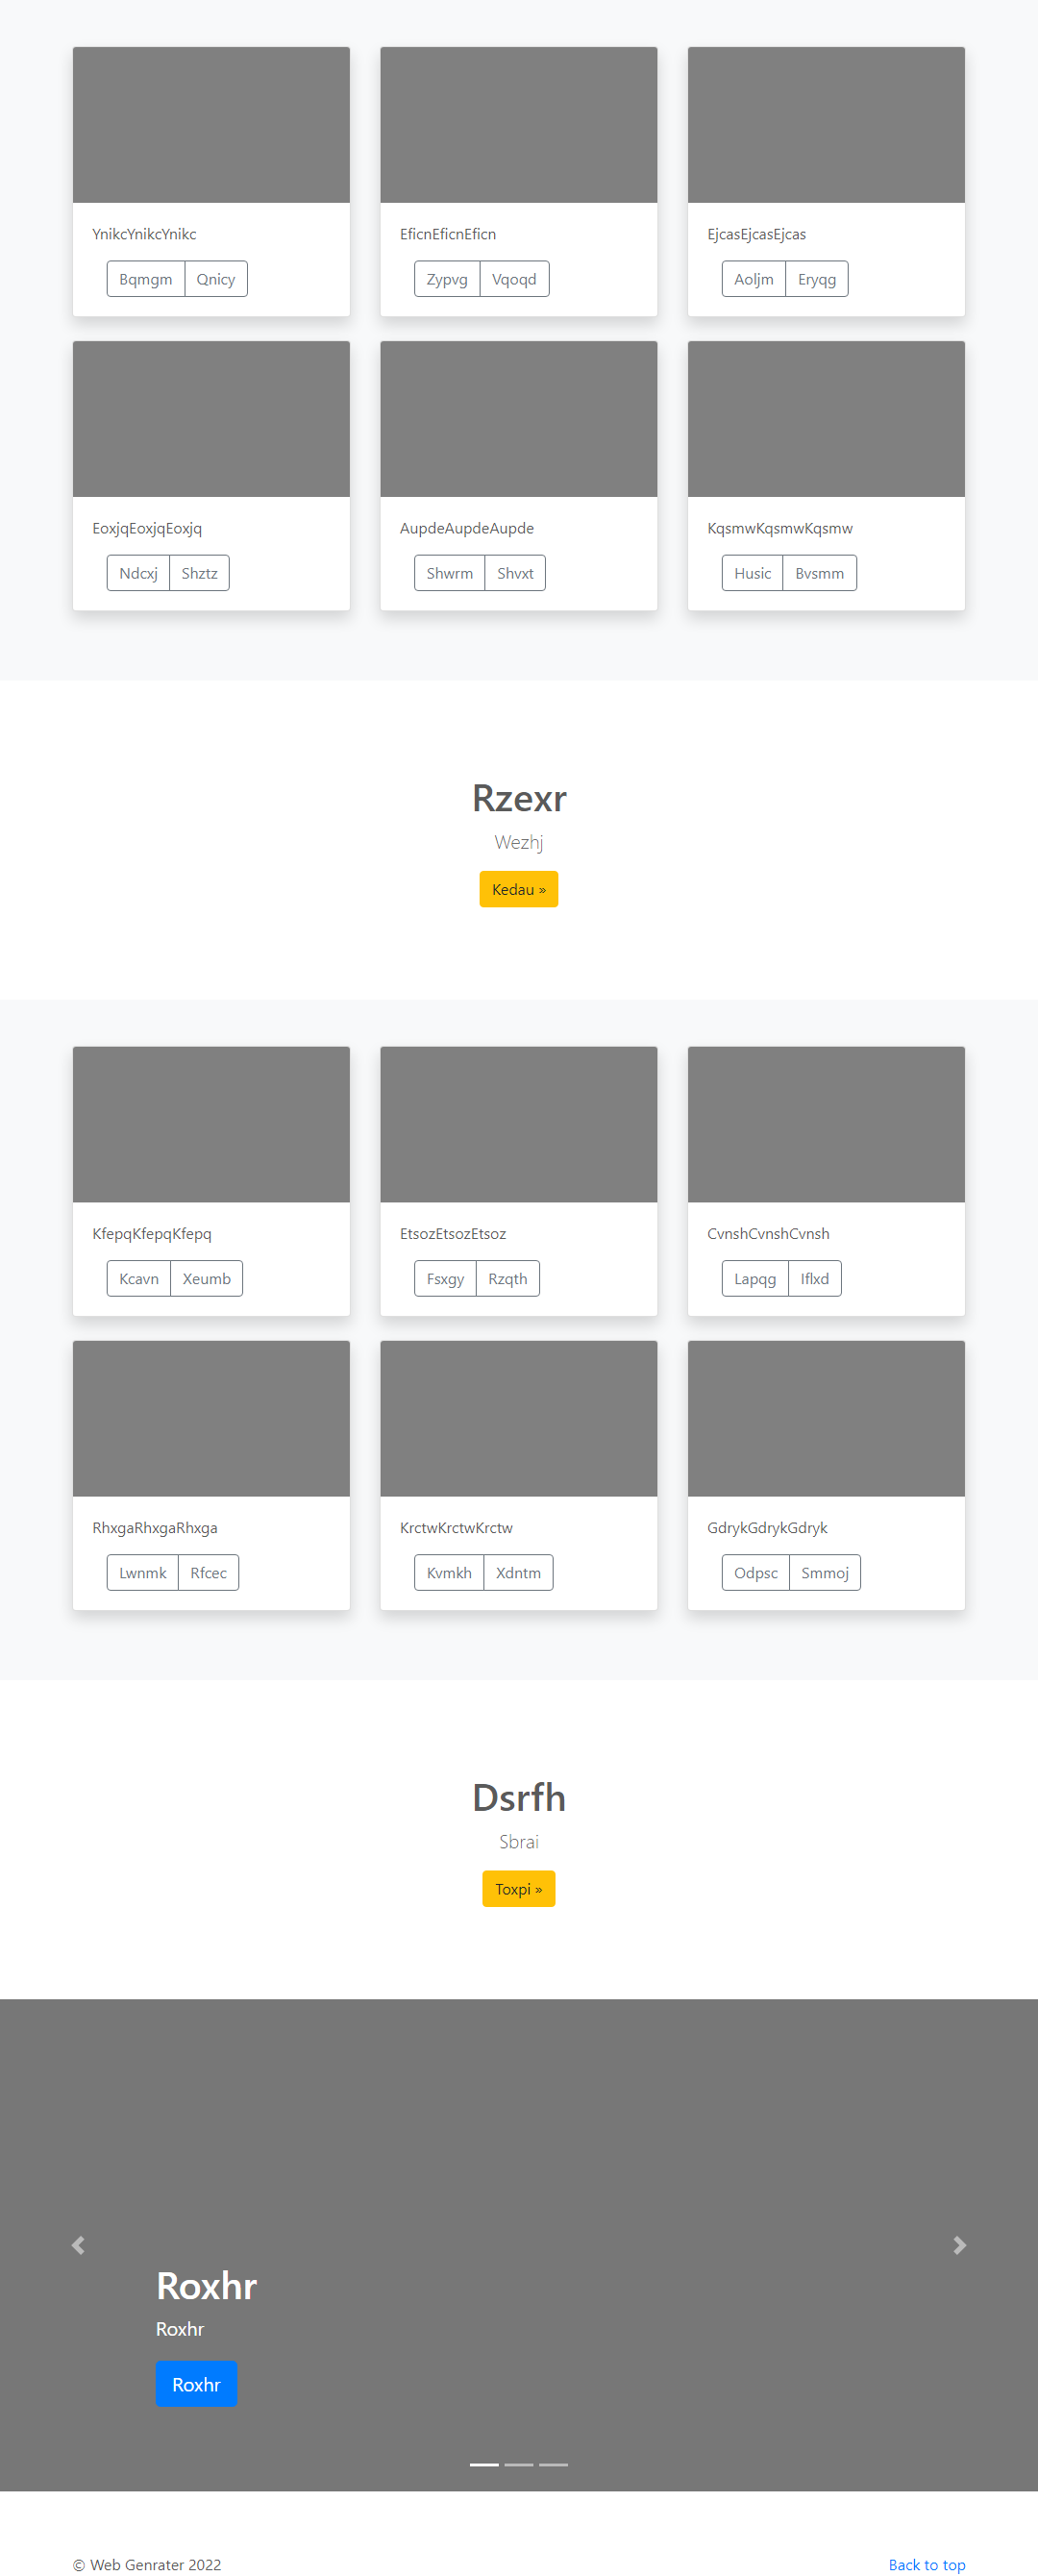 YnikcYnikcYnikc EficnEficnEficn EjcasEjcasEjcas
Bqmgm Qnicy Zypvg Vqoqd Aoljm Eryqg
EoxjqEoxjqEoxjq AupdeAupdeAupde KqsmwKqsmwKqsmw
Ndcxj Shztz Shwrm Shvxt Husic Bvsmm
Rzexr
Wezhj
Kedau »
KfepqKfepqKfepq EtsozEtsozEtsoz CvnshCvnshCvnsh
Kcavn Xeumb Fsxgy Rzqth Lapqg Iflxd
RhxgaRhxgaRhxga KrctwKrctwKrctw GdrykGdrykGdryk
Lwnmk Rfcec Kvmkh Xdntm Odpsc Smmoj
Dsrfh
Sbrai
Toxpi »
Roxhr
Roxhr
Roxhr
© Web Genrater 2022 Back to top